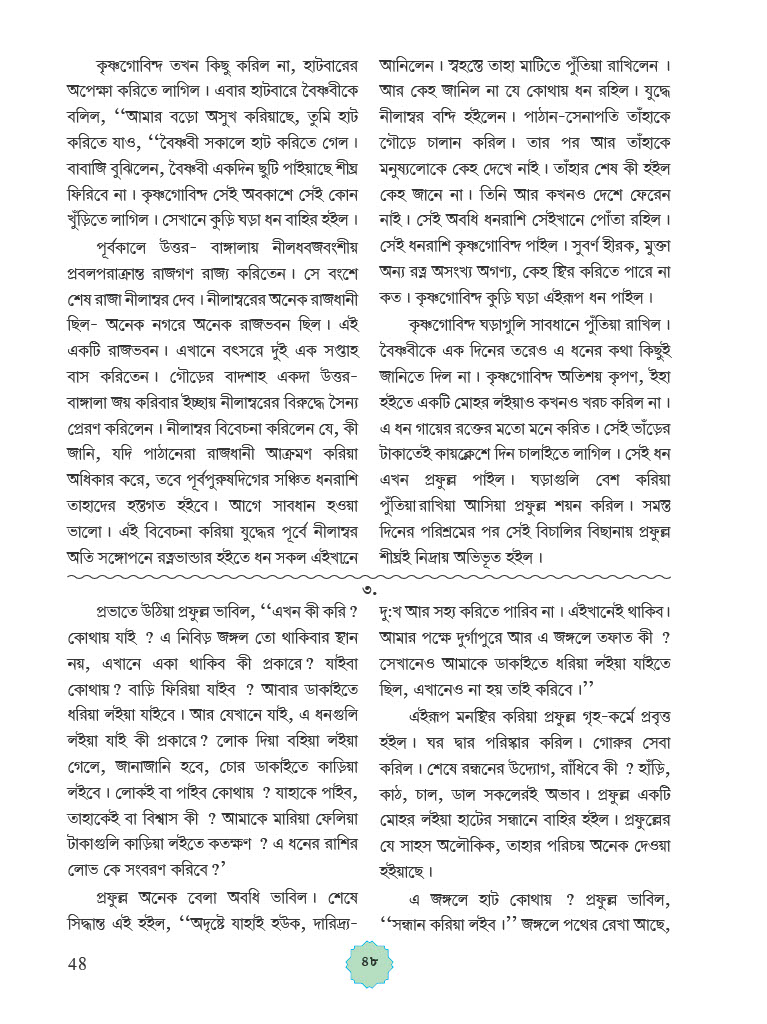 কৃষ্ণগোবিন্দ তখন কিছু করিল না, হাটবারের
অপেক্ষা করিতে লাগিল। এবার হাটবারে বৈষ্ণবীকে
বলিল, ‘‘আমার বড়ো অসুখ করিয়াছে, তুমি হাট
করিতে যাও, ‘‘বৈষ্ণবী সকালে হাট করিতে গেল।
বাবাজি বুঝিলেন, বৈষ্ণবী একদিন ছুটি পাইয়াছে শীঘ্র
ফিরিবে না। কৃষ্ণগোবিন্দ সেই অবকাশে সেই কোন
খুঁড়িতে লাগিল। সেখানে কুড়ি ঘড়া ধন বাহির হইল।
পূর্বকালে উত্তর- বাঙ্গালায় নীলধবজবংশীয়
প্রবলপরাক্রান্ত রাজগণ রাজ্য করিতেন। সে বংশে
শেষ রাজা নীলাম্বর দেব। নীলাম্বরের অনেক রাজধানী
ছিল- অনেক নগরে অনেক রাজভবন ছিল। এই
একটি রাজভবন। এখানে বৎসরে দুই এক সপ্তাহ
বাস করিতেন। গৌড়ের বাদশাহ একদা উত্তর-
বাঙ্গালা জয় করিবার ইচ্ছায় নীলাম্বরের বিরুদ্ধে সৈন্য
প্রেরণ করিলেন। নীলাম্বর বিবেচনা করিলেন যে, কী
জানি, যদি পাঠানেরা রাজধানী আক্রমণ করিয়া
অধিকার করে, তবে পূর্বপুরুষদিগের সঞ্চিত ধনরাশি
তাহাদের হস্তগত হইবে। আগে সাবধান হওয়া
ভালো। এই বিবেচনা করিয়া যুদ্ধের পূর্বে নীলাম্বর
অতি সঙ্গোপনে রত্নভান্ডার হইতে ধন সকল এইখানে
আনিলেন। স্বহস্তে তাহা মাটিতে পুঁতিয়া রাখিলেন ।
আর কেহ জানিল না যে কোথায় ধন রহিল। যুদ্ধে
নীলাম্বর বন্দি হইলেন। পাঠান-সেনাপতি তাঁহাকে
গৌড়ে চালান করিল। তার পর আর তাঁহাকে
মনুষ্যলোকে কেহ দেখে নাই। তাঁহার শেষ কী হইল
কেহ জানে না। তিনি আর কখনও দেশে ফেরেন
নাই। সেই অবধি ধনরাশি সেইখানে পোঁতা রহিল।
সেই ধনরাশি কৃষ্ণগোবিন্দ পাইল। সুবর্ণ হীরক, মুক্তা
অন্য রত্ন অসংখ্য অগণ্য, কেহ স্থির করিতে পারে না
কত। কৃষ্ণগোবিন্দ কুড়ি ঘড়া এইরূপ ধন পাইল।
কৃষ্ণগোবিন্দ ঘড়াগুলি সাবধানে পুঁতিয়া রাখিল।
বৈষ্ণবীকে এক দিনের তরেও এ ধনের কথা কিছুই
জানিতে দিল না। কৃষ্ণগোবিন্দ অতিশয় কৃপণ, ইহা
হইতে একটি মোহর লইয়াও কখনও খরচ করিল না।
এ ধন গায়ের রক্তের মতো মনে করিত। সেই ভাঁড়ের
টাকাতেই কায়ক্লেশে দিন চালাইতে লাগিল। সেই ধন
এখন প্রফুল্ল পাইল। ঘড়াগুলি বেশ করিয়া
পুঁতিয়া রাখিয়া আসিয়া প্রফুল্ল শয়ন করিল। সমস্ত
দিনের পরিশ্রমের পর সেই বিচালির বিছানায় প্রফুল্ল
শীঘ্রই নিদ্রায় অভিভূত হইল।
৩.
প্রভাতে উঠিয়া প্রফুল্ল ভাবিল, ‘‘এখন কী করি ?
কোথায় যাই ? এ নিবিড় জঙ্গল তো থাকিবার স্থান
নয়, এখানে একা থাকিব কী প্রকারে? যাইবা
কোথায়? বাড়ি ফিরিয়া যাইব ? আবার ডাকাইতে
ধরিয়া লইয়া যাইবে। আর যেখানে যাই, এ ধনগুলি
লইয়া যাই কী প্রকারে? লোক দিয়া বহিয়া লইয়া
গেলে, জানাজানি হবে, চোর ডাকাইতে কাড়িয়া
লইবে। লোকই বা পাইব কোথায় ? যাহাকে পাইব,
তাহাকেই বা বিশ্বাস কী ? আমাকে মারিয়া ফেলিয়া
টাকাগুলি কাড়িয়া লইতে কতক্ষণ ? এ ধনের রাশির
লোভ কে সংবরণ করিবে?’
প্রফুল্ল অনেক বেলা অবধি ভাবিল। শেষে
সিদ্ধান্ত এই হইল, ‘‘অদৃষ্টে যাহাই হউক, দারিদ্র্য-
দু:খ আর সহ্য করিতে পারিব না। এইখানেই থাকিব।
আমার পক্ষে দুর্গাপুরে আর এ জঙ্গলে তফাত কী ?
সেখানেও আমাকে ডাকাইতে ধরিয়া লইয়া যাইতে
ছিল, এখানেও না হয় তাই করিবে।’’
এইরূপ মনস্থির করিয়া প্রফুল্ল গৃহ-কর্মে প্রবৃত্ত
হইল। ঘর দ্বার পরিষ্কার করিল। গোরুর সেবা
করিল। শেষে রন্ধনের উদ্যোগ, রাঁধিবে কী ? হাঁড়ি,
কাঠ, চাল, ডাল সকলেরই অভাব। প্রফুল্ল একটি
মোহর লইয়া হাটের সন্ধানে বাহির হইল। প্রফুল্লের
যে সাহস অলৌকিক, তাহার পরিচয় অনেক দেওয়া
হইয়াছে।
এ জঙ্গলে হাট কোথায় ? প্রফুল্ল ভাবিল,
‘‘সন্ধান করিয়া লইব।’’ জঙ্গলে পথের রেখা আছে,
48
৪৮